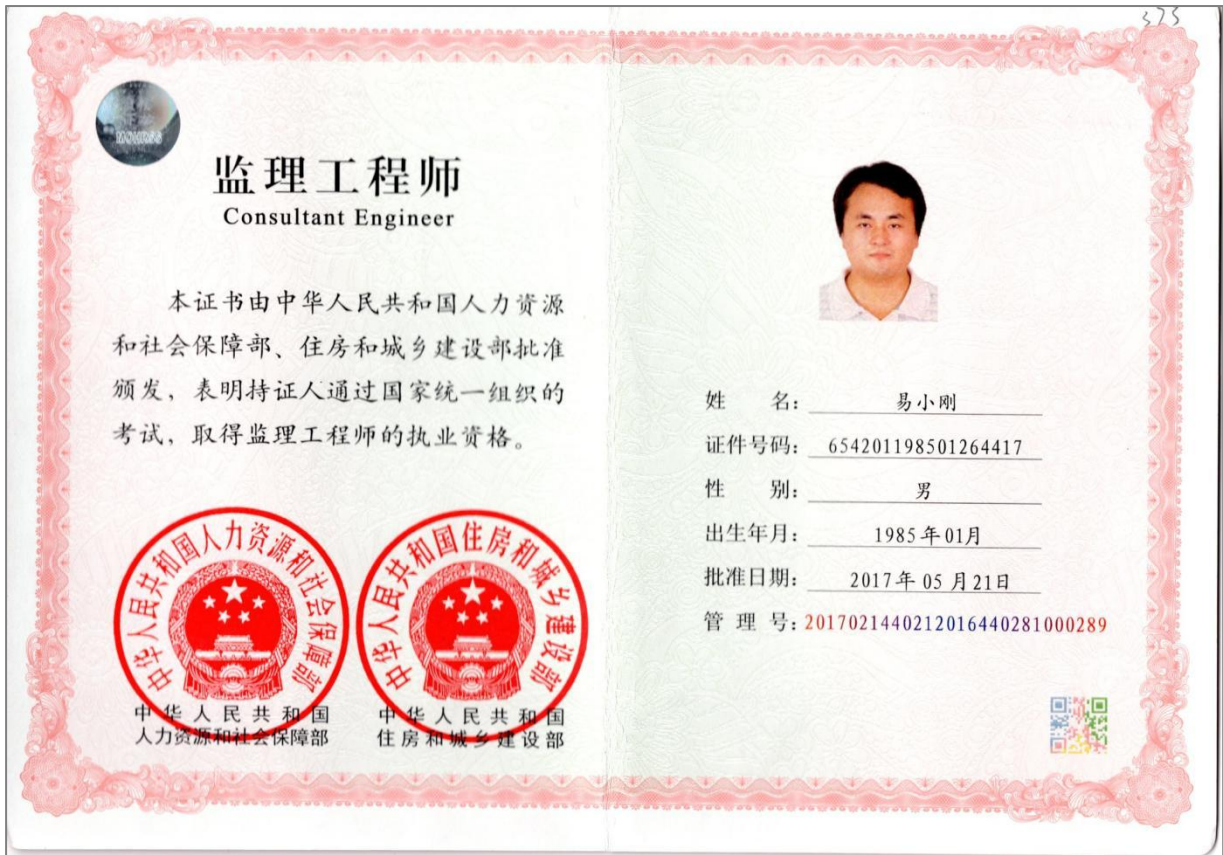 373
监理工程师
Consultant Engineer
本证书由中华人民共和国人力资源
和社会保障部、住房和城乡建设部批准
颁发，表明持证人通过国家统一组织的
考试，取得监理工程师的执业资格。
中华人民共和国人力资源和社会保障部
中华人民共和国住房和城乡建设部
中华人民共和国
人力资源和社会保障部
中华人民共和国
住房和城乡建设部
姓 名：易小刚
证件号码：654201198501264417
性 别：男
出生年月：1985年01月
批准日期：2017年05月21日
管 理 号：2017021440212016440281000289